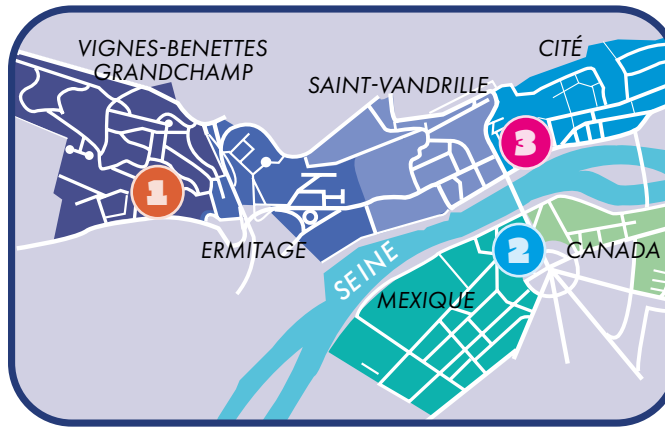 VIGNES-BENETTES
GRANDCHAMP
SAINT-VANDRILLE
CITÉ
3
1
ERMITAGE
SEINE
2
CANADA
MEXIQUE